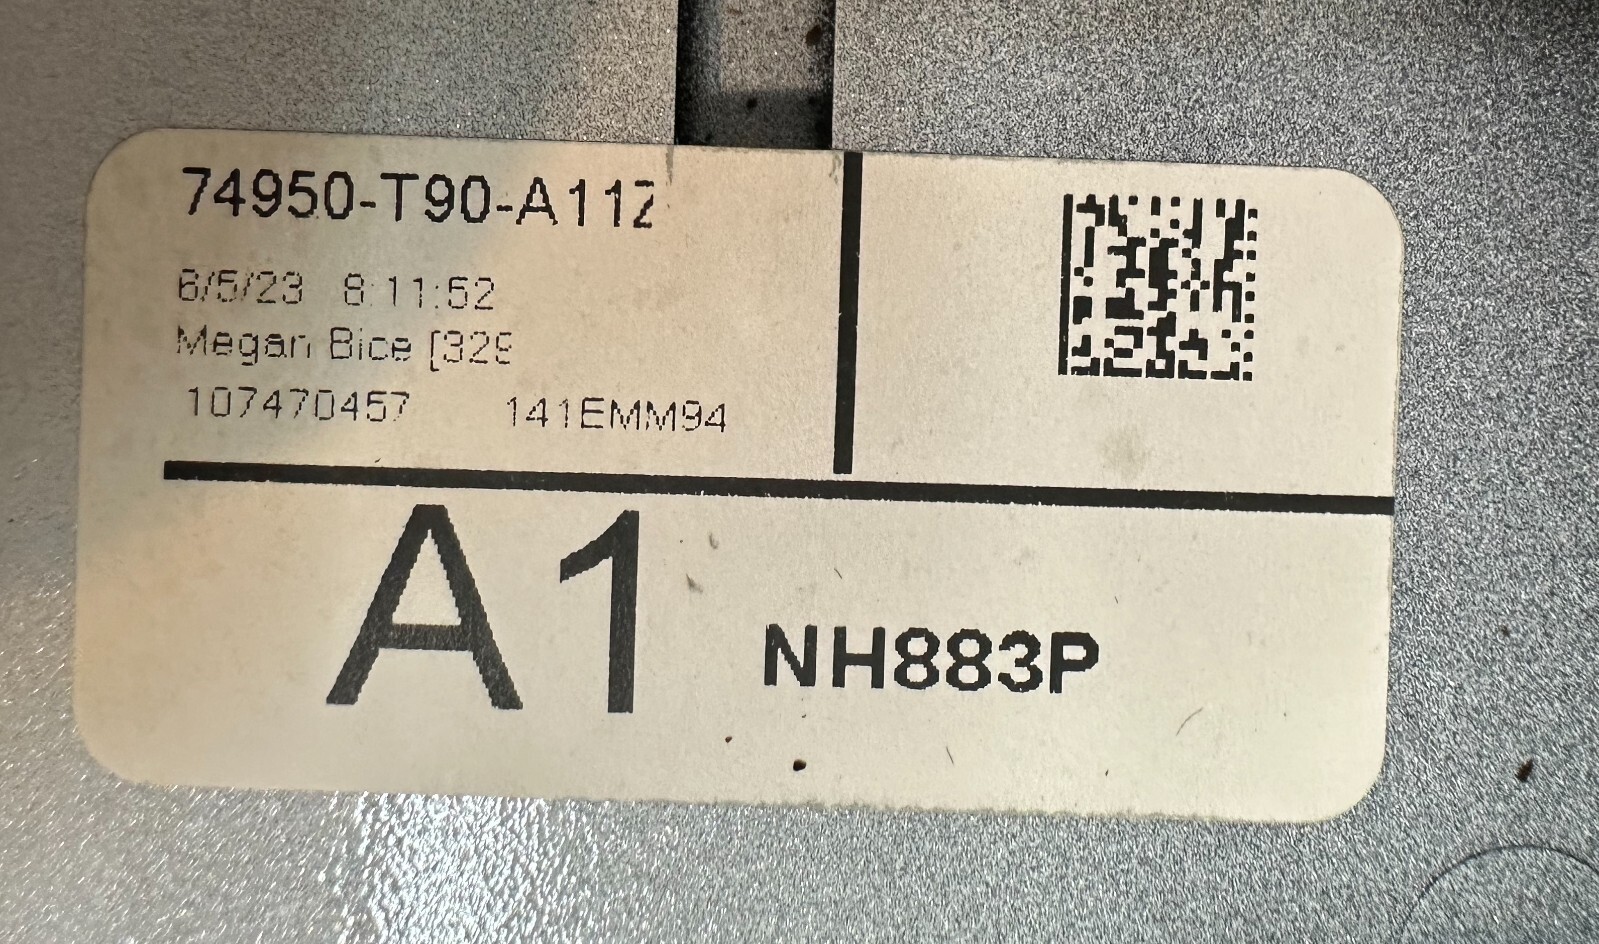 74950-T90-A11Z
6/5/23 8:11:52
Megan Bice [329
107470457 141EMM94
A1 NH883P